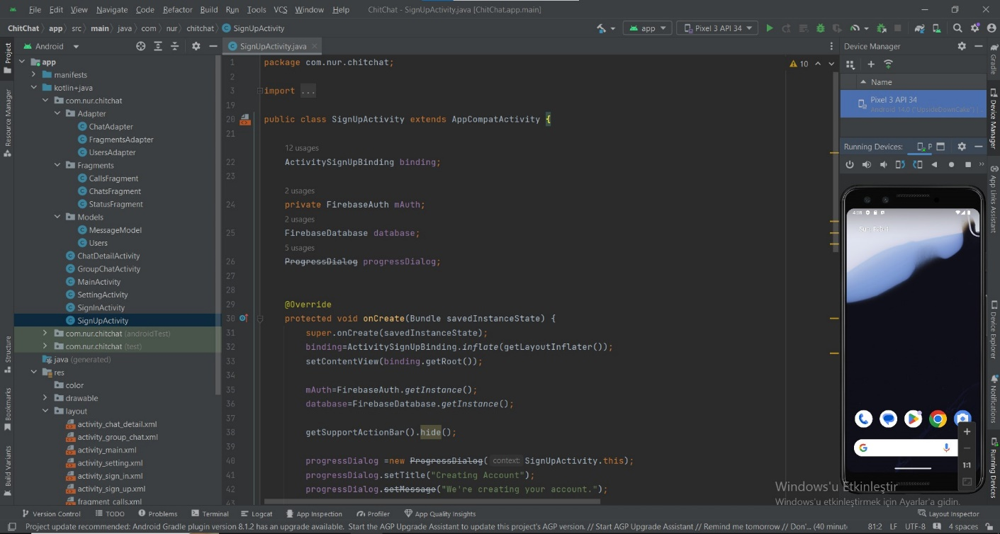 File Edit View Navigate Code Refactor Build Run Tools VCS Window Help ChitChat - SignUpActivity.java [ChitChat.app.main]
ChitChat app src main java com nur chitchat SignUpActivity
app Pixel 3 API 34
Android
SignUpActivity.java
Device Manager
Project
Resource Manager
Structure
Bookmarks
Build Variants
app
manifests
kotlin+java
com.nur.chitchat
Adapter
ChatAdapter
FragmentsAdapter
UsersAdapter
Fragments
CallsFragment
ChatsFragment
StatusFragment
Models
MessageModel
Users
ChatDetailActivity
GroupChatActivity
MainActivity
SettingActivity
SignInActivity
SignUpActivity
com.nur.chitchat (androidTest)
com.nur.chitchat (test)
java (generated)
res
color
drawable
layout
activity_chat_detail.xml
activity_group_chat.xml
activity_main.xml
activity_setting.xml
activity_sign_in.xml
activity_sign_up.xml
fragment_calls.xml
10
1 package com.nur.chitchat;
2
3 import ...
19
20 public class SignUpActivity extends AppCompatActivity {
21
12 usages
22 ActivitySignUpBinding binding;
23
2 usages
24 private FirebaseAuth mAuth;
2 usages
25 FirebaseDatabase database;
5 usages
26 ProgressDialog progressDialog;
27
28
29 @Override
30 protected void onCreate(Bundle savedInstanceState) {
31 super.onCreate(savedInstanceState);
32 binding=ActivitySignUpBinding.inflate(getLayoutInflater());
33 setContentView(binding.getRoot());
34
35 mAuth=FirebaseAuth.getInstance();
36 database=FirebaseDatabase.getInstance();
37
38 getSupportActionBar().hide();
39
40 progressDialog =new ProgressDialog( context: SignUpActivity.this);
41 progressDialog.setTitle("Creating Account");
42 progressDialog.setMessage("We're creating your account.");
43
Name
Pixel 3 API 34
Android 14.0 ("UpsideDownCake") |
Running Devices: P
4:08
Sun, Feb 4
1:1
Gradle
Device Manager
App Links Assistant
Device Explorer
Notifications
Running Devices
Windows'u Etkinleştir
Windows'u etkinleştirmek için Ayarlar'a gidin.
Version Control TODO Problems Terminal Logcat App Inspection Profiler App Quality Insights Layout Inspector
Project update recommended: Android Gradle plugin version 8.1.2 has an upgrade available. Start the AGP Upgrade Assistant to update this project's AGP version. // Start AGP Upgrade Assistant // Remind me tomorrow // Don'... (40 minut 81:2 LF UTF-8 4 spaces